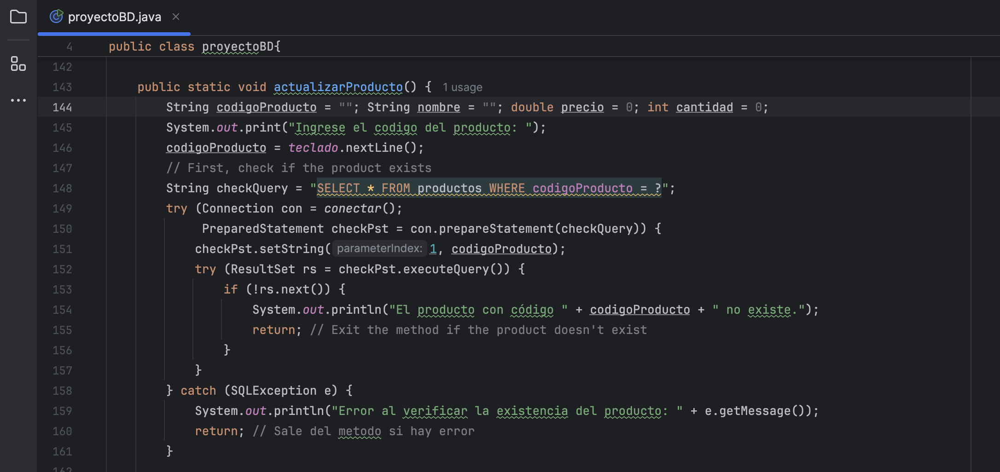 proyectoBD.java
4 public class proyectoBD{
142
143 public static void actualizarProducto() { 1 usage
144 String codigoProducto = ""; String nombre = ""; double precio = 0; int cantidad = 0;
145 System.out.print("Ingrese el codigo del producto: ");
146 codigoProducto = teclado.nextLine();
147 // First, check if the product exists
148 String checkQuery = "SELECT * FROM productos WHERE codigoProducto = ?";
149 try (Connection con = conectar();
150 PreparedStatement checkPst = con.prepareStatement(checkQuery)) {
151 checkPst.setString( parameterIndex: 1, codigoProducto);
152 try (ResultSet rs = checkPst.executeQuery()) {
153 if (!rs.next()) {
154 System.out.println("El producto con código " + codigoProducto + " no existe.");
155 return; // Exit the method if the product doesn't exist
156 }
157 }
158 } catch (SQLException e) {
159 System.out.println("Error al verificar la existencia del producto: " + e.getMessage());
160 return; // Sale del metodo si hay error
161 }
162